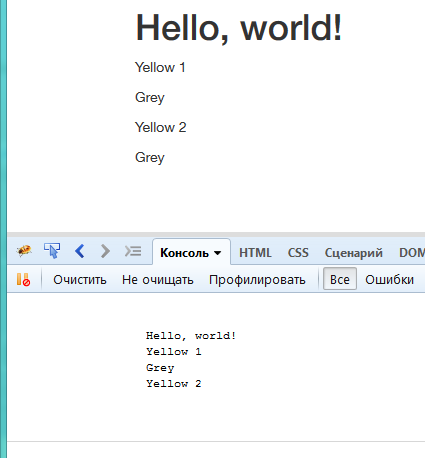 Hello, world!
Yellow 1
Grey
Yellow 2
Grey
Консоль HTML CSS Сценарий DOM
Очистить Не очищать Профилировать Все Ошибки
Hello, world!
Yellow 1
Grey
Yellow 2